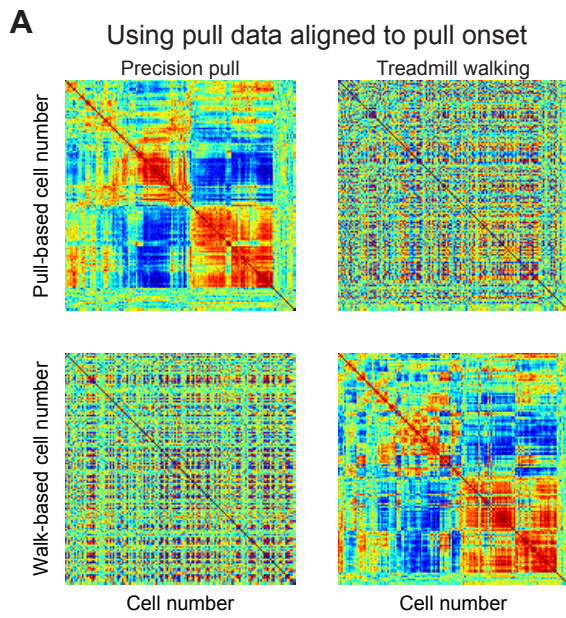 A
Using pull data aligned to pull onset
Precision pull
Treadmill walking
Pull-based cell number
Walk-based cell number
Cell number
Cell number